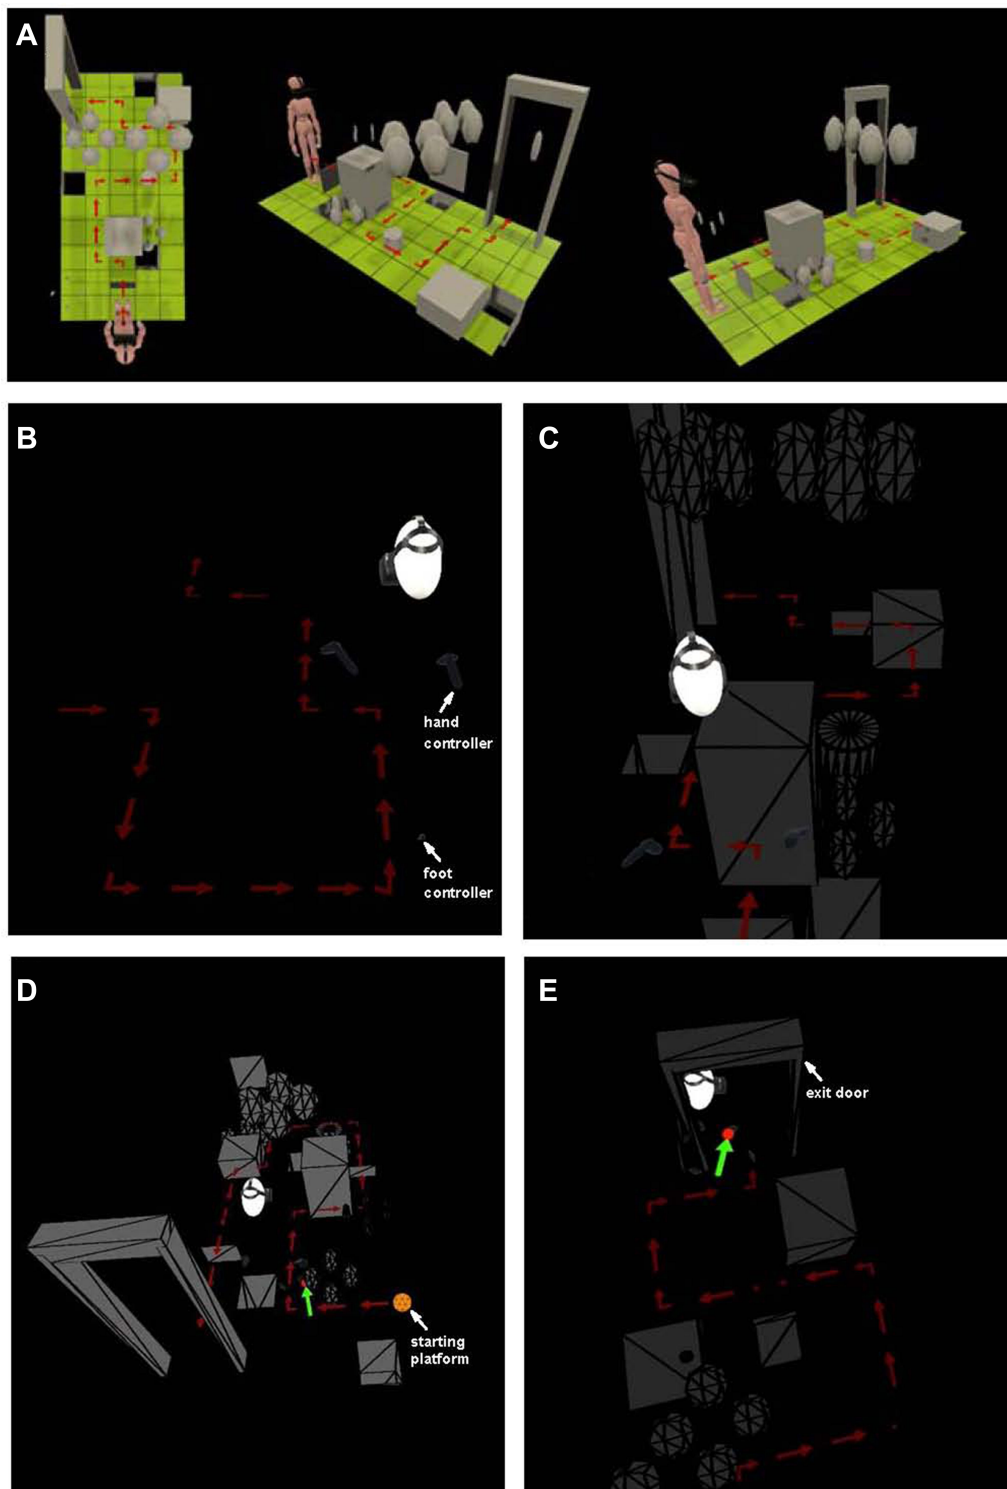 A
B
hand
controller
foot
controller
C
D
starting
platform
E
exit door